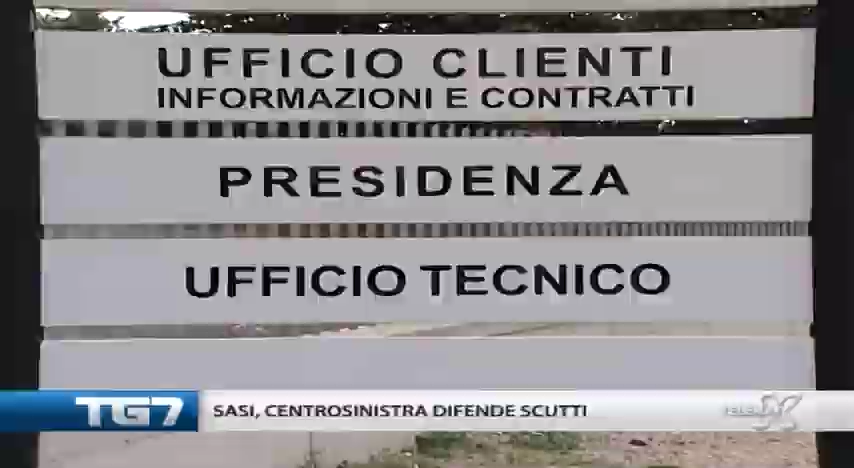 UFFICIO CLIENTI
INFORMAZIONI E CONTRATTI
PRESIDENZA
UFFICIO TECNICO
TG7 SASI, CENTROSINISTRA DIFENDE SCUTTI